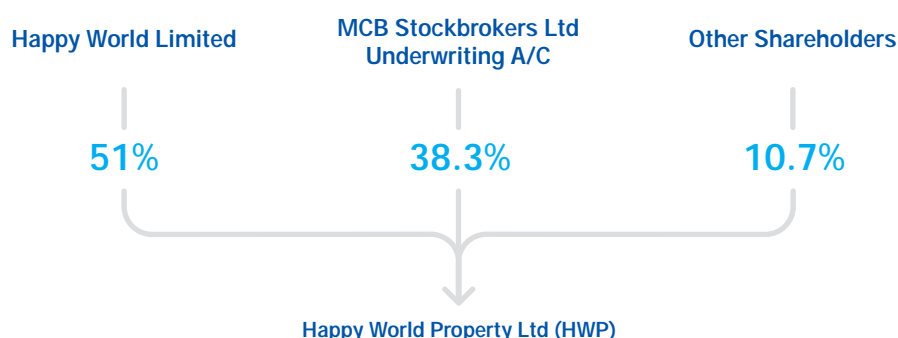 Happy World Limited
MCB Stockbrokers Ltd
Underwriting A/C
Other Shareholders
51%
38.3%
10.7%
Happy World Property Ltd (HWP)